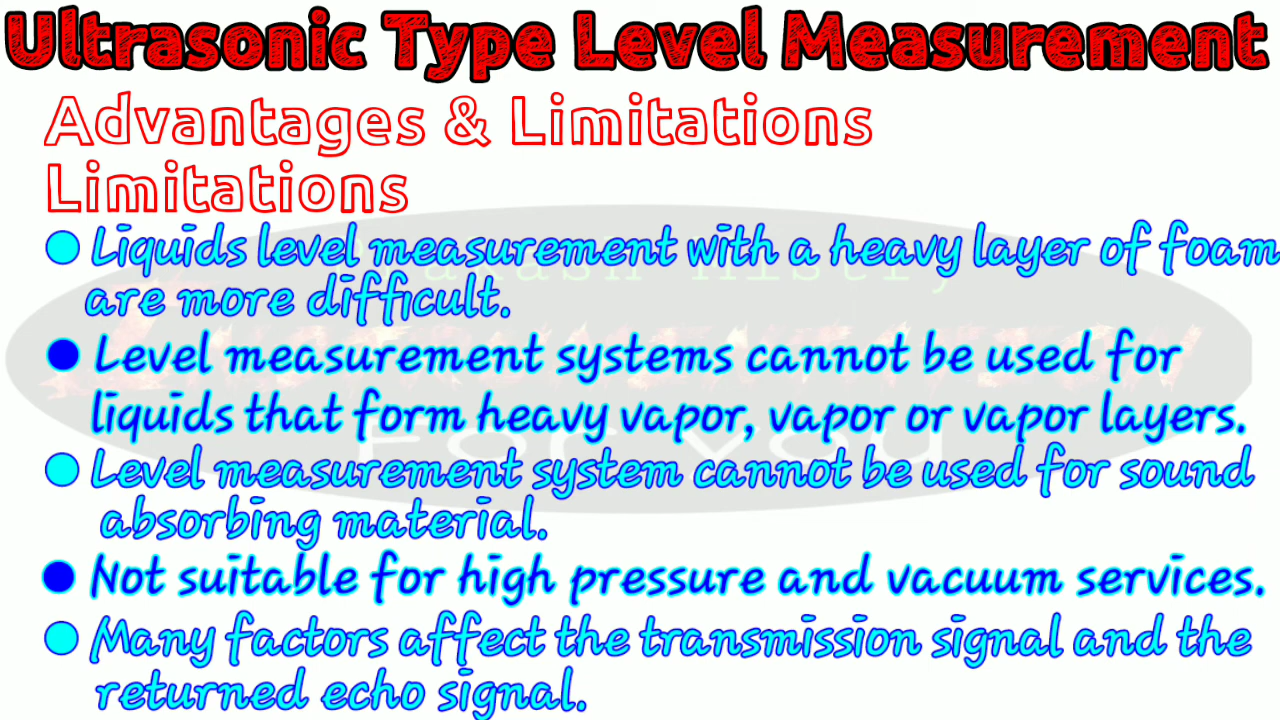 Ultrasonic Type Level Measurement
Advantages & Limitations
Limitations
Liquids level measurement with a heavy layer of foam
are more difficult.
Level measurement systems cannot be used for
liquids that form heavy vapor, vapor or vapor layers.
Level measurement system cannot be used for sound
absorbing material.
Not suitable for high pressure and vacuum services.
Many factors affect the transmission signal and the
returned echo signal.
For you